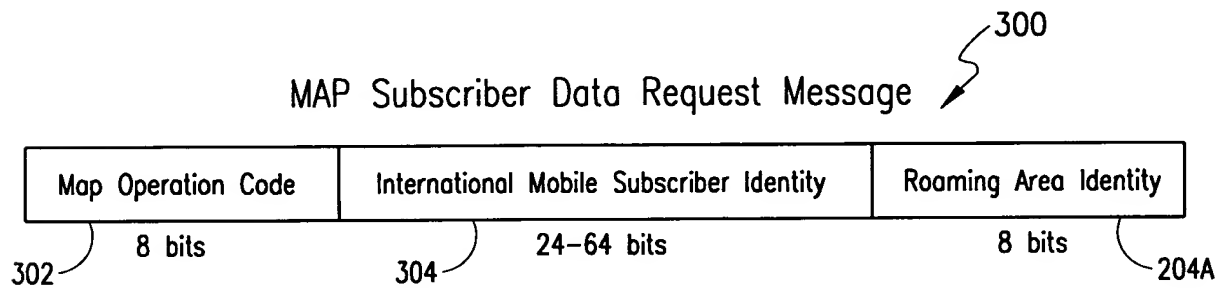 300
MAP Subscriber Data Request Message
Map Operation Code International Mobile Subscriber Identity Roaming Area Identity
8 bits 24-64 bits 8 bits
302 304 204A